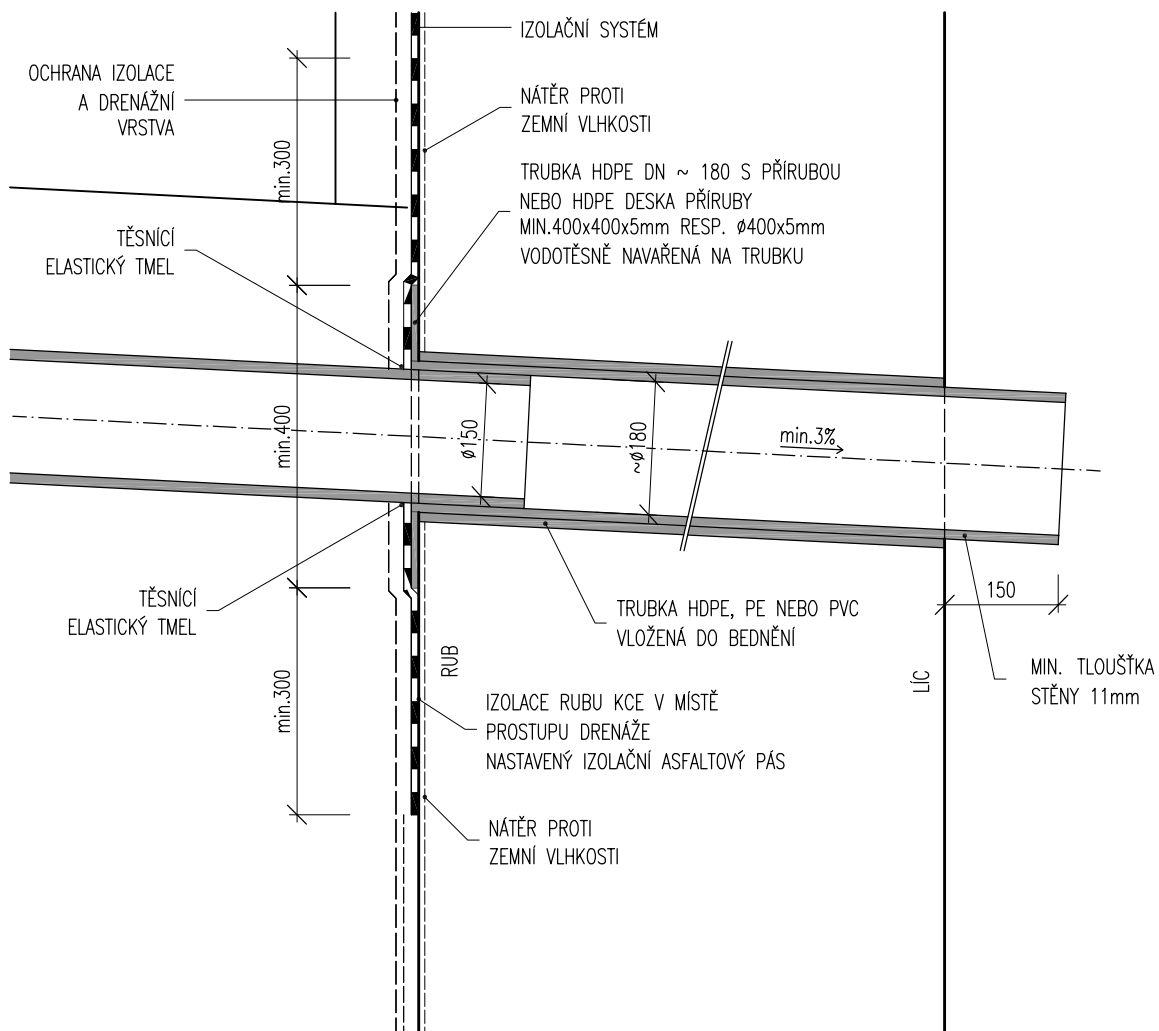 IZOLAČNÍ SYSTÉM
OCHRANA IZOLACE
A DRENÁŽNÍ
VRSTVA
NÁTĚR PROTI
ZEMNÍ VLHKOSTI
min.300
TRUBKA HDPE DN ~ 180 S PŘÍRUBOU
NEBO HDPE DESKA PŘÍRUBY
MIN.400x400x5mm RESP. ø400x5mm
VODOTĚSNĚ NAVAŘENÁ NA TRUBKU
TĚSNÍCÍ
ELASTICKÝ TMEL
min.400
ø150
~ø180
min.3%
TĚSNÍCÍ
ELASTICKÝ TMEL
TRUBKA HDPE, PE NEBO PVC
VLOŽENÁ DO BEDNĚNÍ
150
RUB
LÍC
MIN. TLOUŠŤKA
STĚNY 11mm
min.300
IZOLACE RUBU KCE V MÍSTĚ
PROSTUPU DRENÁŽE
NASTAVENÝ IZOLAČNÍ ASFALTOVÝ PÁS
NÁTĚR PROTI
ZEMNÍ VLHKOSTI